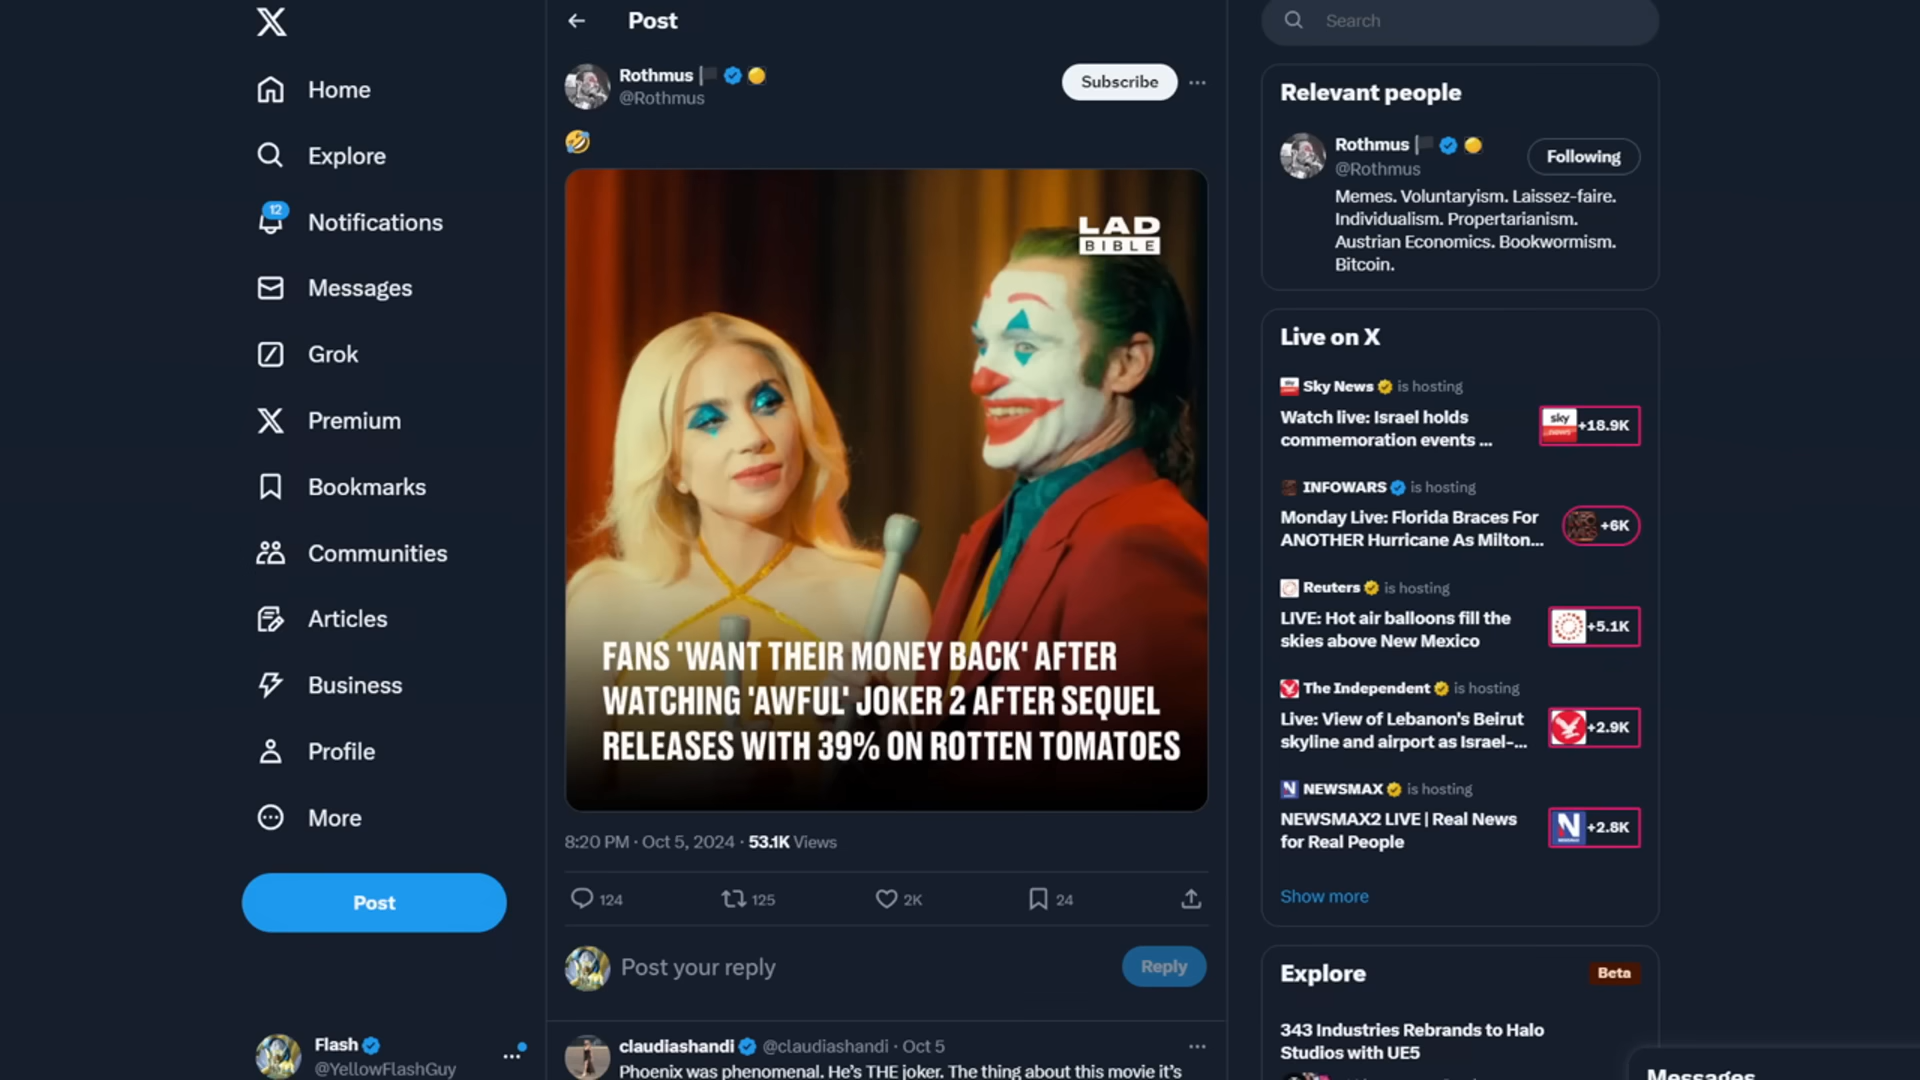 Home
Explore
12
Notifications
Messages
Grok
Premium
Bookmarks
Communities
Articles
Business
Profile
More
Post
Flash
@YellowFlashGuy
Post
Rothmus
@Rothmus
Subscribe
LAD
BIBLE
FANS 'WANT THEIR MONEY BACK' AFTER
WATCHING 'AWFUL' JOKER 2 AFTER SEQUEL
RELEASES WITH 39% ON ROTTEN TOMATOES
8:20 PM · Oct 5, 2024 · 53.1K Views
124
125
2K
24
Post your reply
Reply
claudiashandi @claudiashandi · Oct 5
Phoenix was phenomenal. He's THE joker. The thing about this movie it's
Search
Relevant people
Rothmus
@Rothmus
Following
Memes. Voluntaryism. Laissez-faire.
Individualism. Propertarianism.
Austrian Economics. Bookwormism.
Bitcoin.
Live on X
Sky News is hosting
Watch live: Israel holds
commemoration events ...
sky
news
+18.9K
INFOWARS is hosting
Monday Live: Florida Braces For
ANOTHER Hurricane As Milton...
+6K
Reuters is hosting
LIVE: Hot air balloons fill the
skies above New Mexico
+5.1K
The Independent is hosting
Live: View of Lebanon's Beirut
skyline and airport as Israel-...
+2.9K
NEWSMAX is hosting
NEWSMAX2 LIVE | Real News
for Real People
N
+2.8K
Show more
Explore
Beta
343 Industries Rebrands to Halo
Studios with UE5
Messages